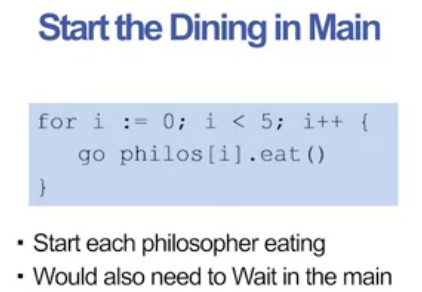 Start the Dining in Main
for i := 0; i < 5; i++ {
go philos[i].eat()
}
▪ Start each philosopher eating
▪ Would also need to Wait in the main